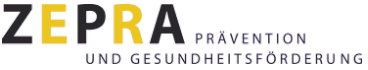 ZEPRA PRÄVENTION
UND GESUNDHEITSFÖRDERUNG